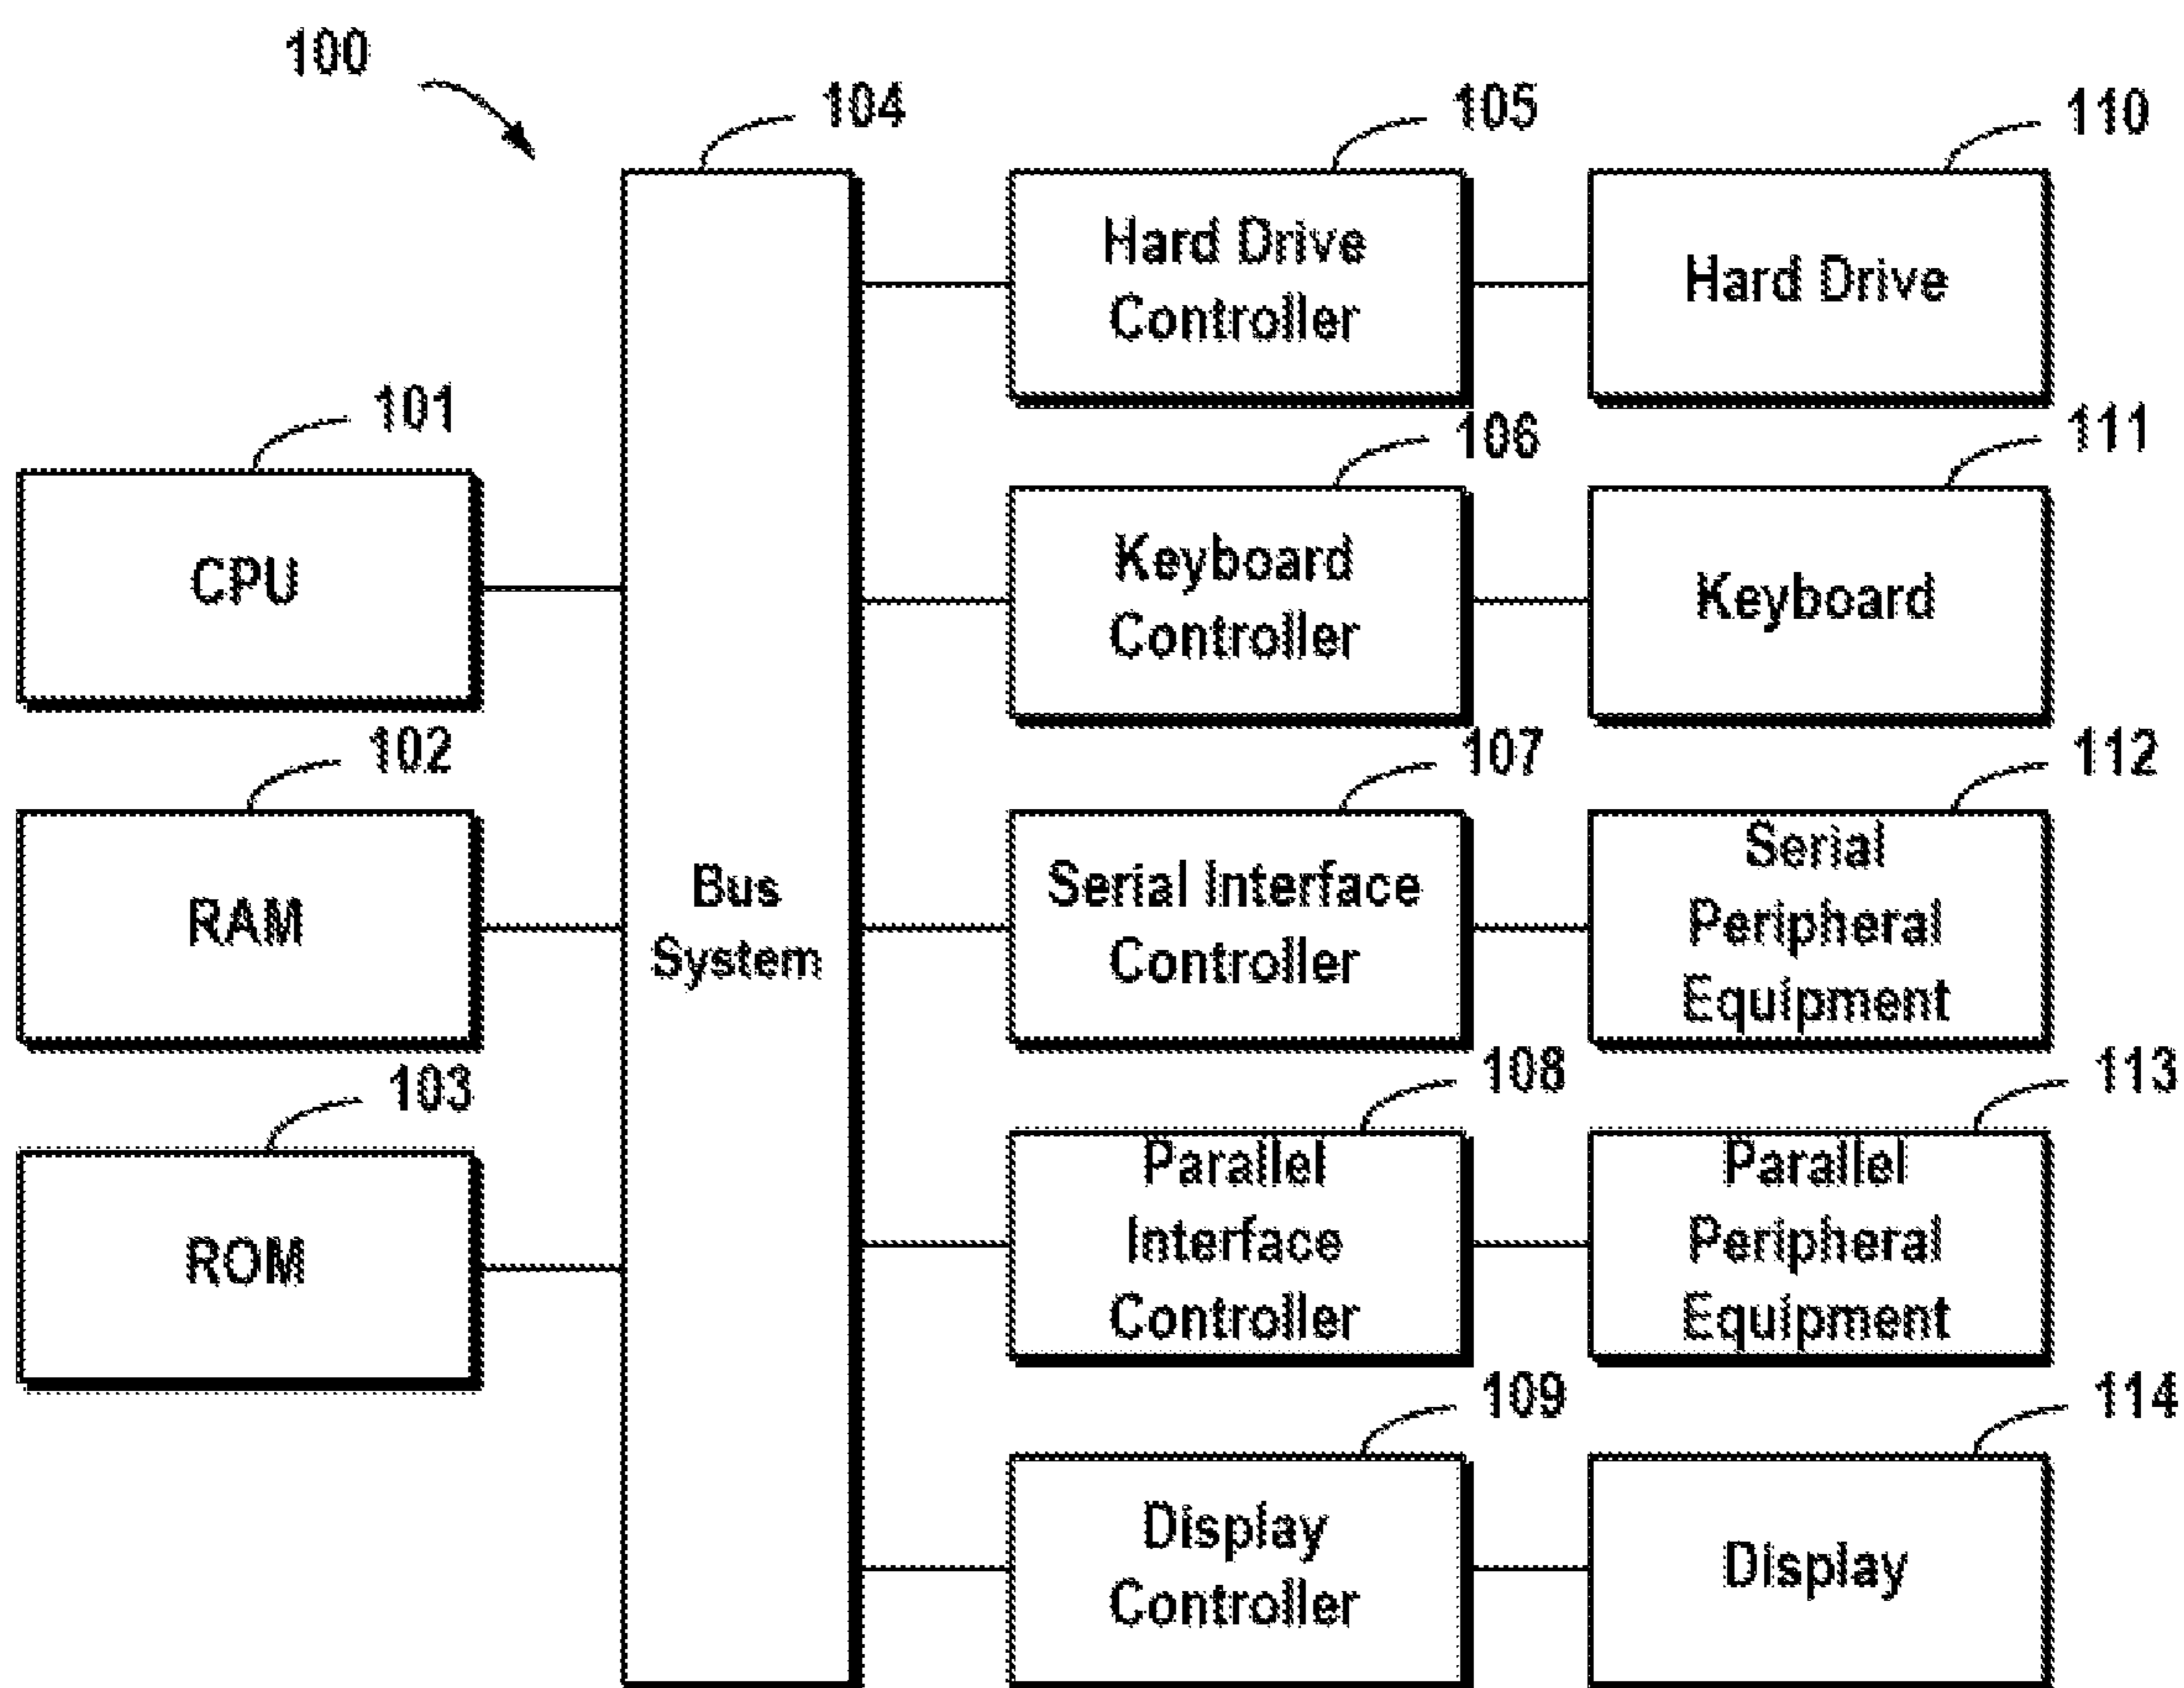 100
104
105
110
Hard Drive
Controller
Hard Drive
101
106
111
CPU
Keyboard
Controller
Keyboard
102
107
112
RAM
Bus
System
Serial Interface
Controller
Serial
Peripheral
Equipment
103
108
113
ROM
Parallel
Interface
Controller
Parallel
Peripheral
Equipment
109
114
Display
Controller
Display